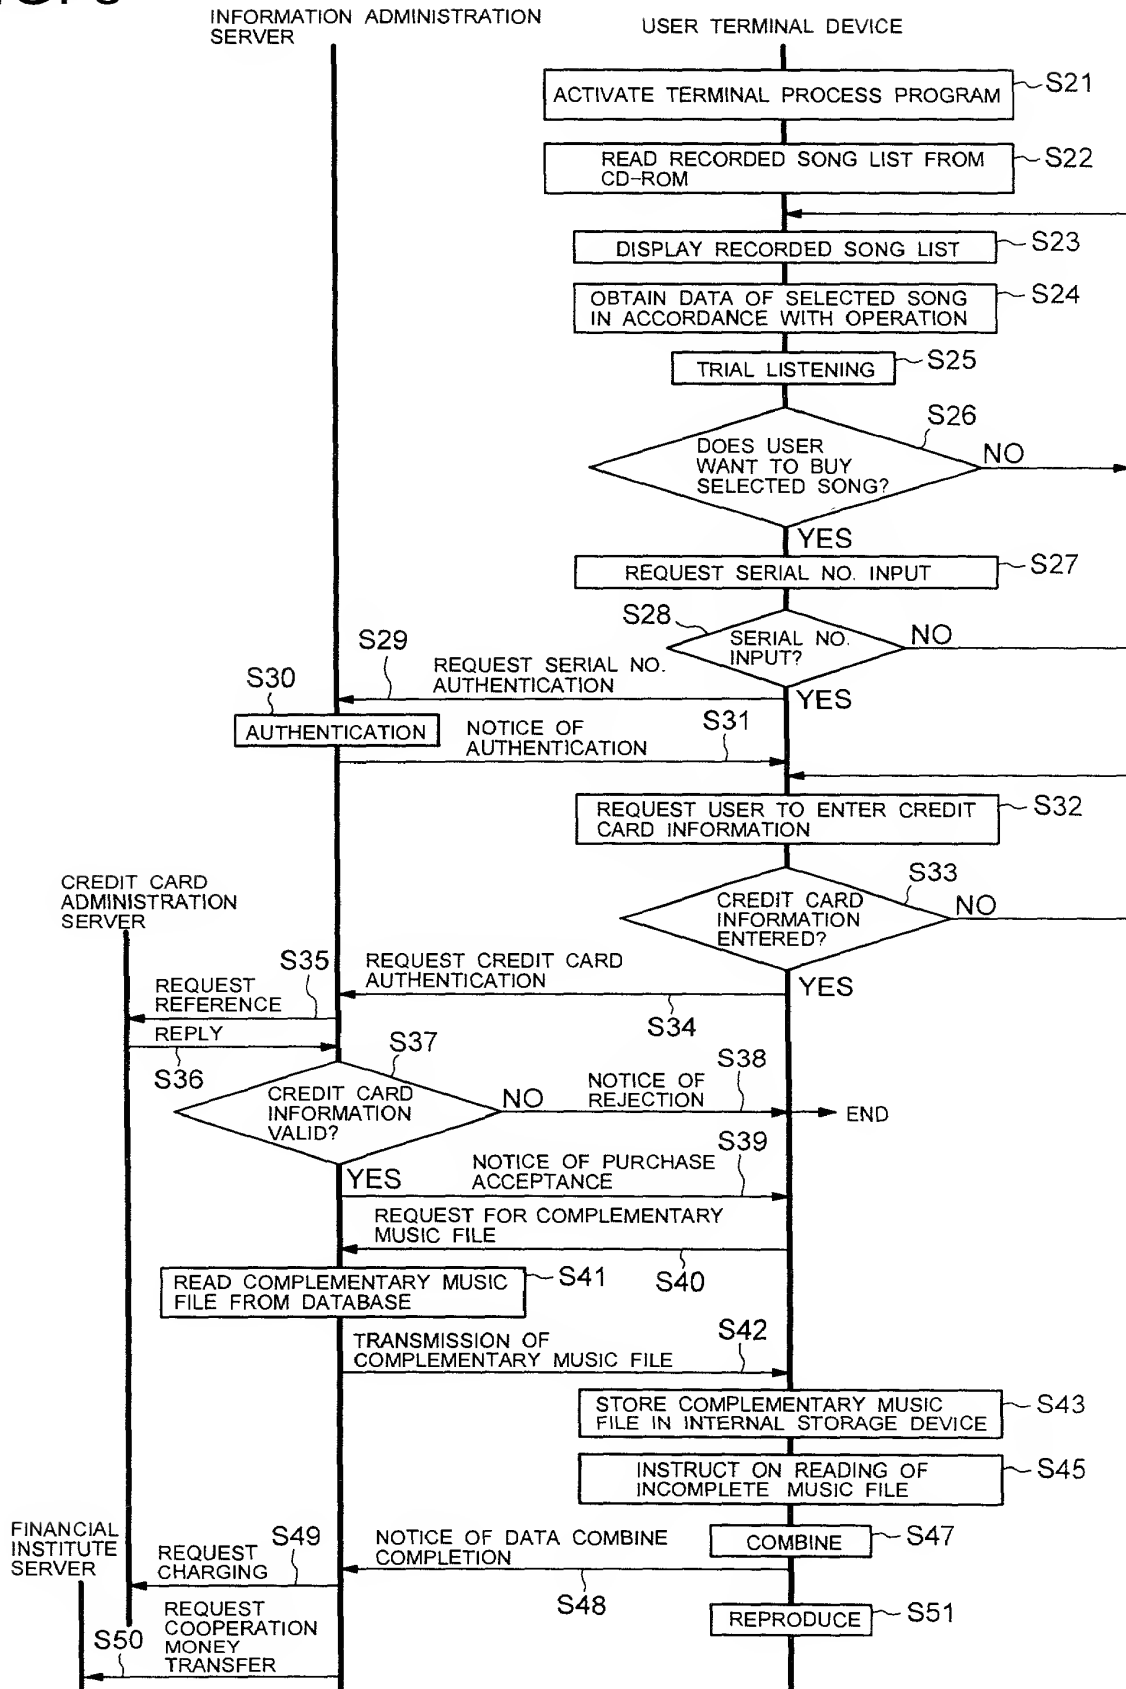 INFORMATION ADMINISTRATION
SERVER
USER TERMINAL DEVICE
ACTIVATE TERMINAL PROCESS PROGRAM
S21
READ RECORDED SONG LIST FROM
CD-ROM
S22
DISPLAY RECORDED SONG LIST
S23
OBTAIN DATA OF SELECTED SONG
IN ACCORDANCE WITH OPERATION
S24
TRIAL LISTENING
S25
S26
DOES USER
WANT TO BUY
SELECTED SONG?
NO
YES
REQUEST SERIAL NO. INPUT
S27
S28
SERIAL NO.
INPUT?
NO
YES
S29
REQUEST SERIAL NO.
AUTHENTICATION
S30
AUTHENTICATION
NOTICE OF
AUTHENTICATION
S31
REQUEST USER TO ENTER CREDIT
CARD INFORMATION
S32
CREDIT CARD
ADMINISTRATION
SERVER
S33
CREDIT CARD
INFORMATION
ENTERED?
NO
YES
REQUEST CREDIT CARD
AUTHENTICATION
S34
S35
REQUEST
REFERENCE
REPLY
S36
S37
CREDIT CARD
INFORMATION
VALID?
NO
NOTICE OF
REJECTION
S38
END
YES
NOTICE OF PURCHASE
ACCEPTANCE
S39
REQUEST FOR COMPLEMENTARY
MUSIC FILE
S40
READ COMPLEMENTARY MUSIC
FILE FROM DATABASE
S41
TRANSMISSION OF
COMPLEMENTARY MUSIC FILE
S42
STORE COMPLEMENTARY MUSIC
FILE IN INTERNAL STORAGE DEVICE
S43
INSTRUCT ON READING OF
INCOMPLETE MUSIC FILE
S45
COMBINE
S47
FINANCIAL
INSTITUTE
SERVER
NOTICE OF DATA COMBINE
COMPLETION
S48
S49
REQUEST
CHARGING
REPRODUCE
S51
S50
REQUEST
COOPERATION
MONEY
TRANSFER